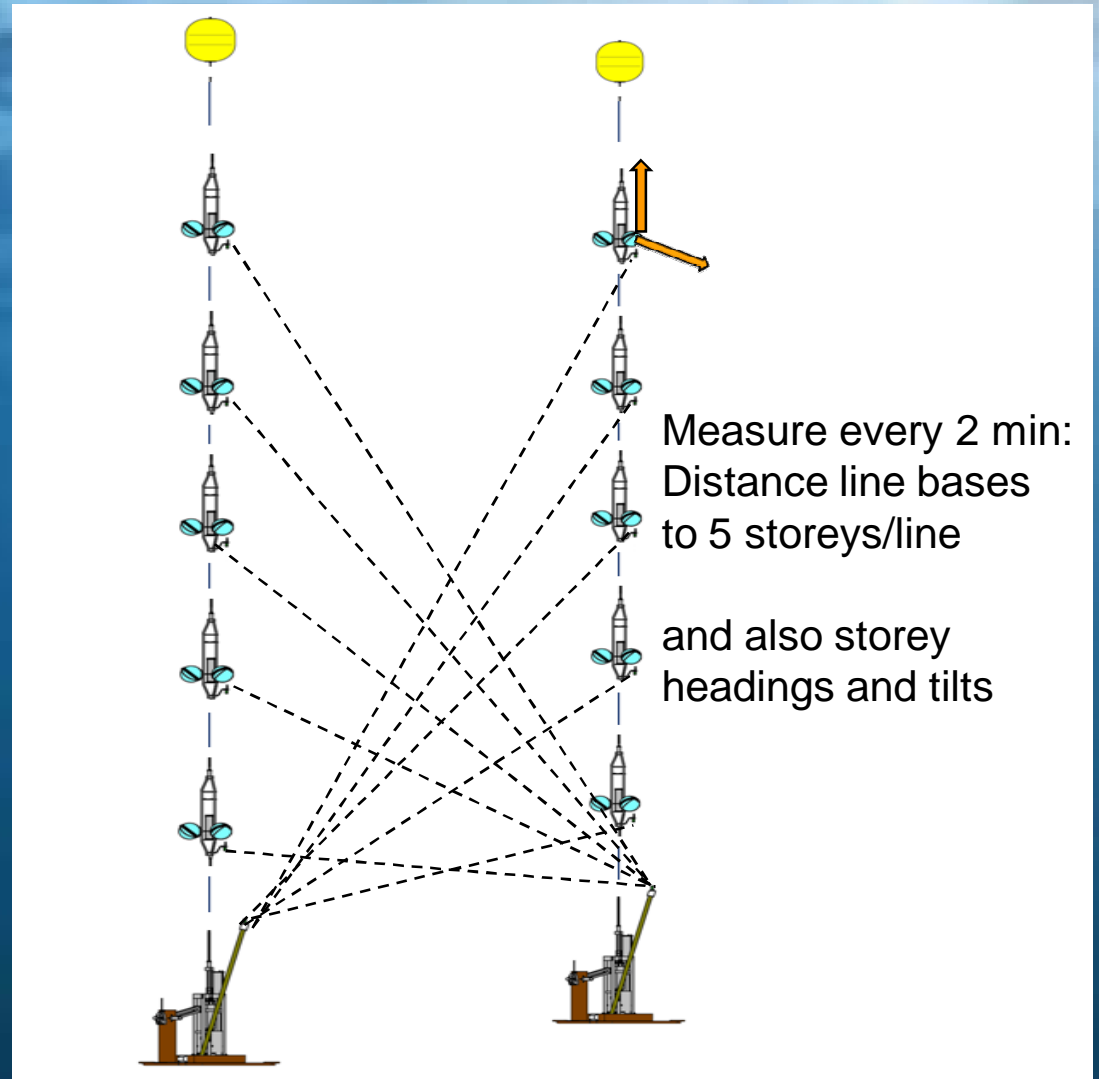 Measure every 2 min:
Distance line bases
to 5 storeys/line
and also storey
headings and tilts